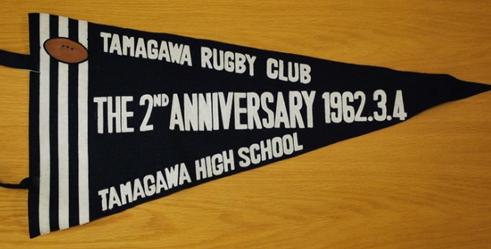 TAMAGAWA RUGBY CLUB
THE 2ND ANNIVERSARY 1962.3.4
TAMAGAWA HIGH SCHOOL